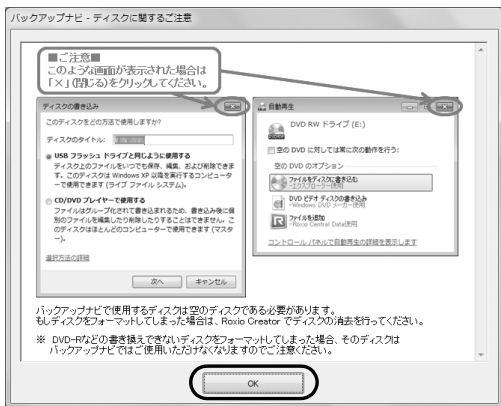 バックアップナビ - ディスクに関するご注意
■ご注意■
このような画面が表示された場合は
「×」(閉じる)をクリックしてください。
ディスクの書き込み
このディスクをどの方法で使用しますか?
ディスクのタイトル:
USB フラッシュ ドライブと同じように使用する
ディスク上のファイルをいつでも保存、編集、および削除できま
す。このディスクは Windows XP 以降を実行するコンピュータ
ーで使用できます (ライブ ファイル システム)。
CD/DVD プレイヤーで使用する
ファイルはグループ化されて書き込まれるため、書き込み後に個
別のファイルを編集したり削除したりすることはできません。こ
のディスクはほとんどのコンピューターで使用できます (マスタ
ー)。
選択方法の詳細
次へ
キャンセル
自動再生
DVD RW ドライブ (E:)
空の DVD に対しては常に次の動作を行う:
空の DVD のオプション
ファイルをディスクに書き込む
-エクスプローラー使用
DVD ビデオ ディスクの書き込み
-Windows DVD メーカー使用
ファイルを追加
-Roxio Central Data使用
コントロール パネルで自動再生の詳細を表示します
バックアップナビで使用するディスクは空のディスクである必要があります。
もしディスクをフォーマットしてしまった場合は、Roxio Creator でディスクの消去を行ってください。
※ DVD-Rなどの書き換えできないディスクをフォーマットしてしまった場合、そのディスクは
バックアップナビではご使用いただけなくなりますのでご注意ください。
OK